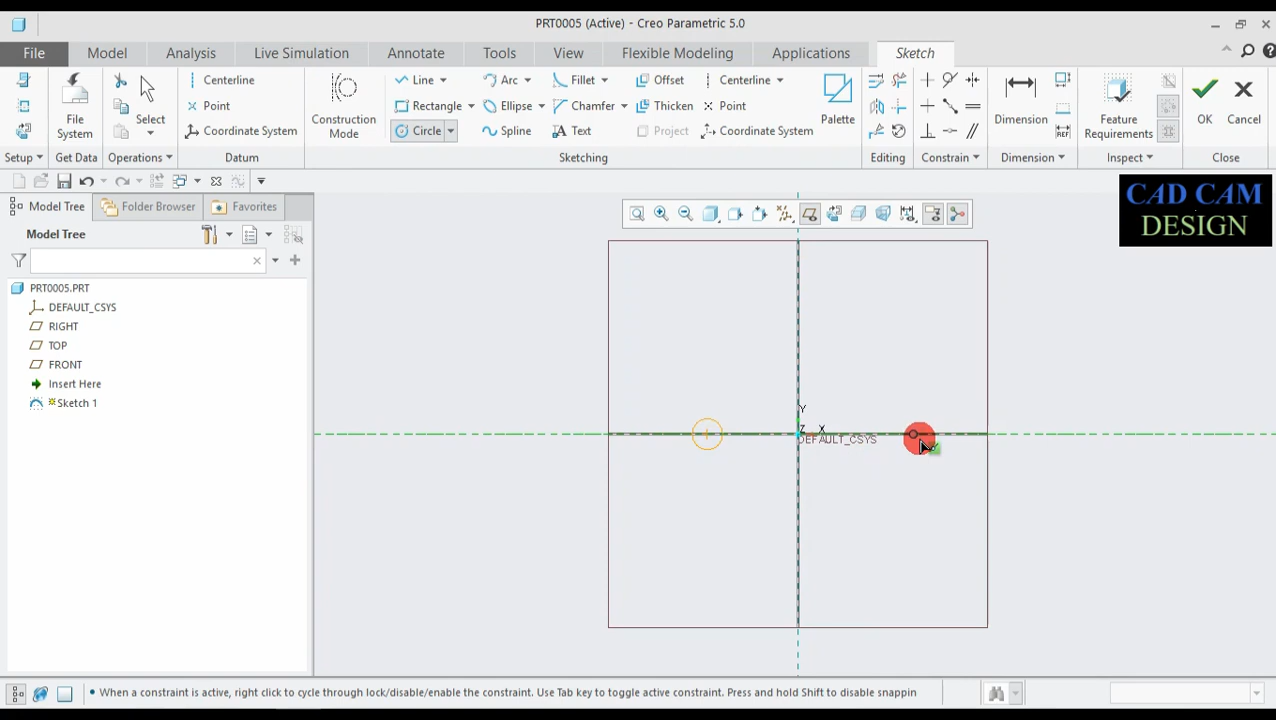 PRT0005 (Active) - Creo Parametric 5.0
File Model Analysis Live Simulation Annotate Tools View Flexible Modeling Applications Sketch
Centerline Line Arc Fillet Offset Centerline
File System Select Point Construction Mode Rectangle Ellipse Chamfer Thicken Point Palette Dimension REF Feature Requirements OK Cancel
Coordinate System Circle Spline Text Project Coordinate System
Setup Get Data Operations Datum Sketching Editing Constrain Dimension Inspect Close
Model Tree Folder Browser Favorites
Model Tree
PRT0005.PRT
DEFAULT_CSYS
RIGHT
TOP
FRONT
Insert Here
Sketch 1
CAD CAM
DESIGN
Y
Z X
DEFAULT_CSYS
• When a constraint is active, right click to cycle through lock/disable/enable the constraint. Use Tab key to toggle active constraint. Press and hold Shift to disable snappin